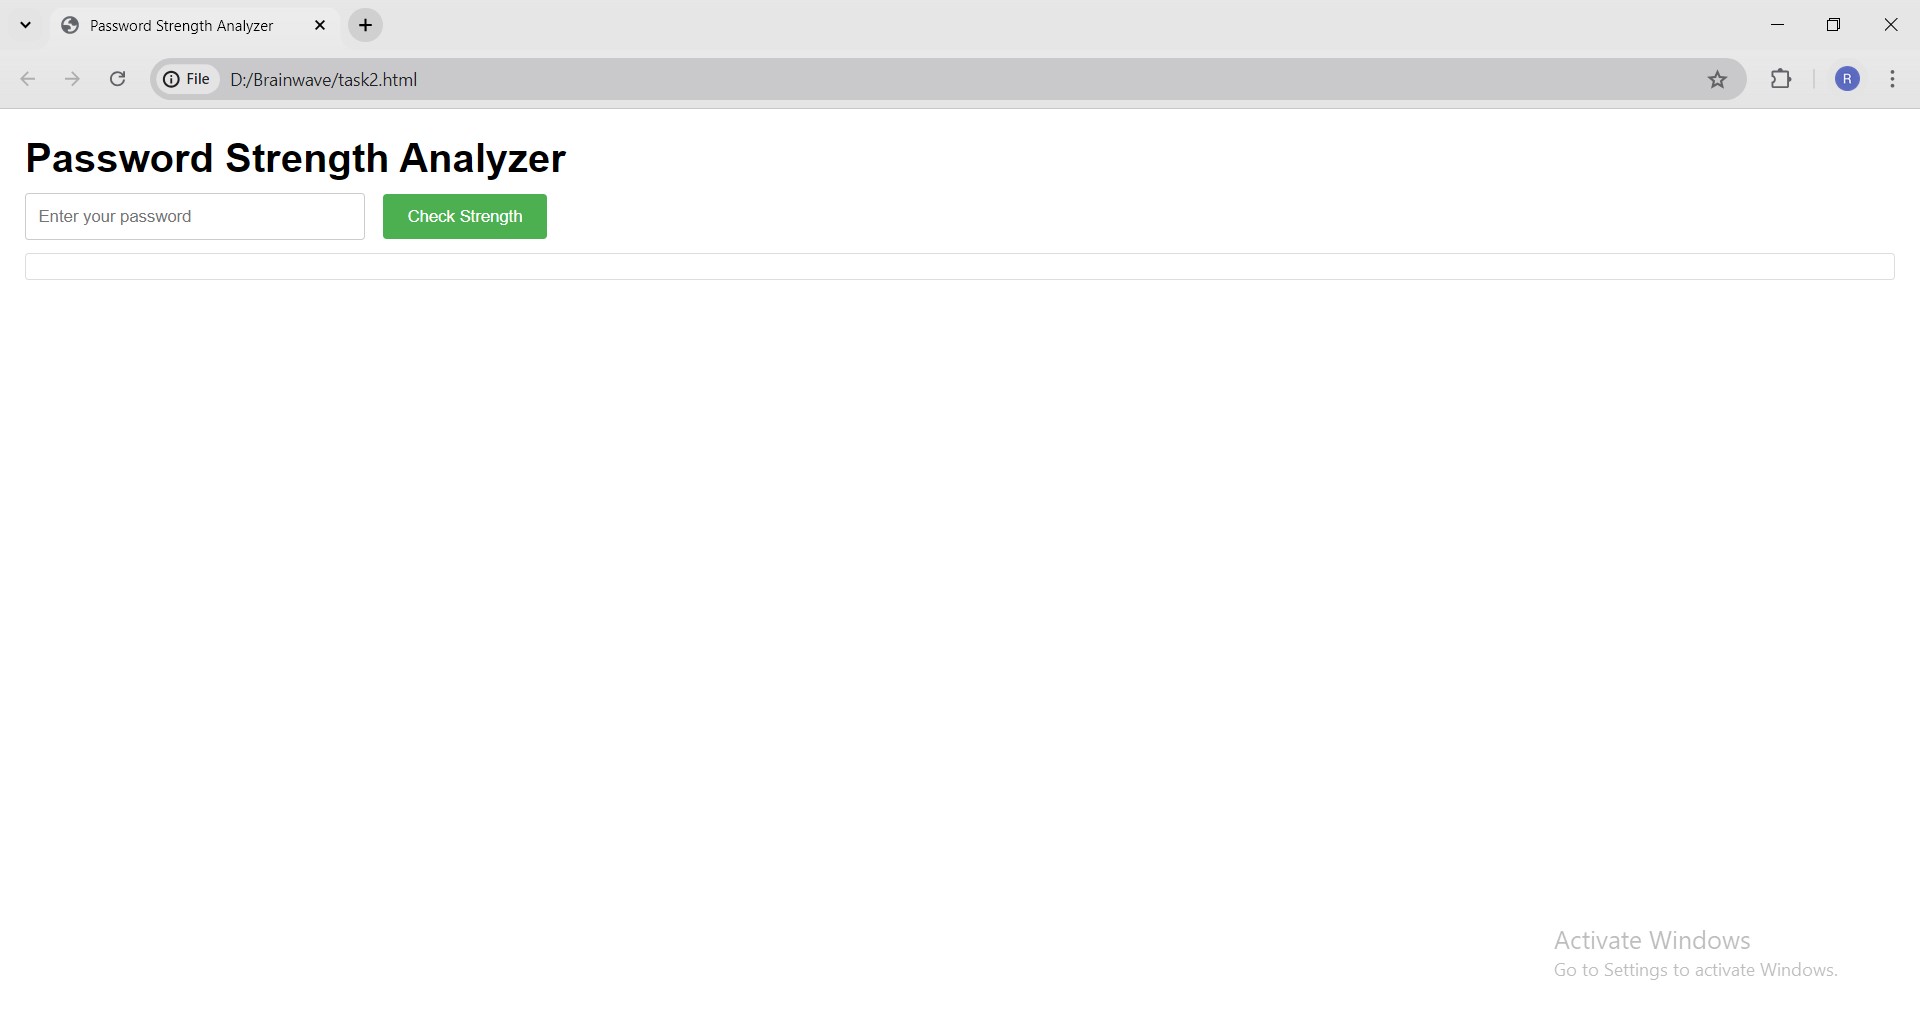 Password Strength Analyzer
File D:/Brainwave/task2.html
R
Password Strength Analyzer
Enter your password Check Strength
Activate Windows
Go to Settings to activate Windows.